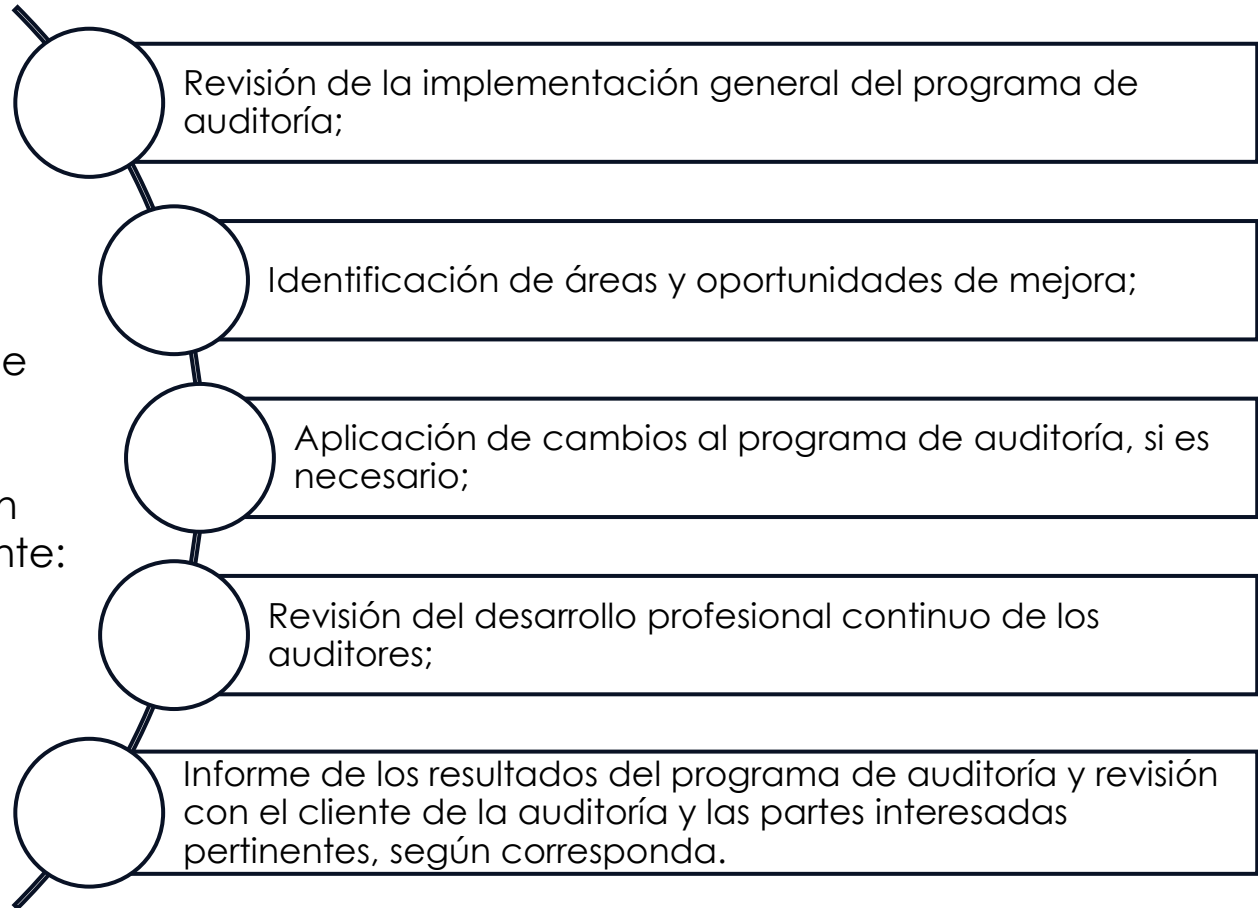 e
n
nte:
Revisión de la implementación general del programa de
auditoría;
Identificación de áreas y oportunidades de mejora;
Aplicación de cambios al programa de auditoría, si es
necesario;
Revisión del desarrollo profesional continuo de los
auditores;
Informe de los resultados del programa de auditoría y revisión
con el cliente de la auditoría y las partes interesadas
pertinentes, según corresponda.